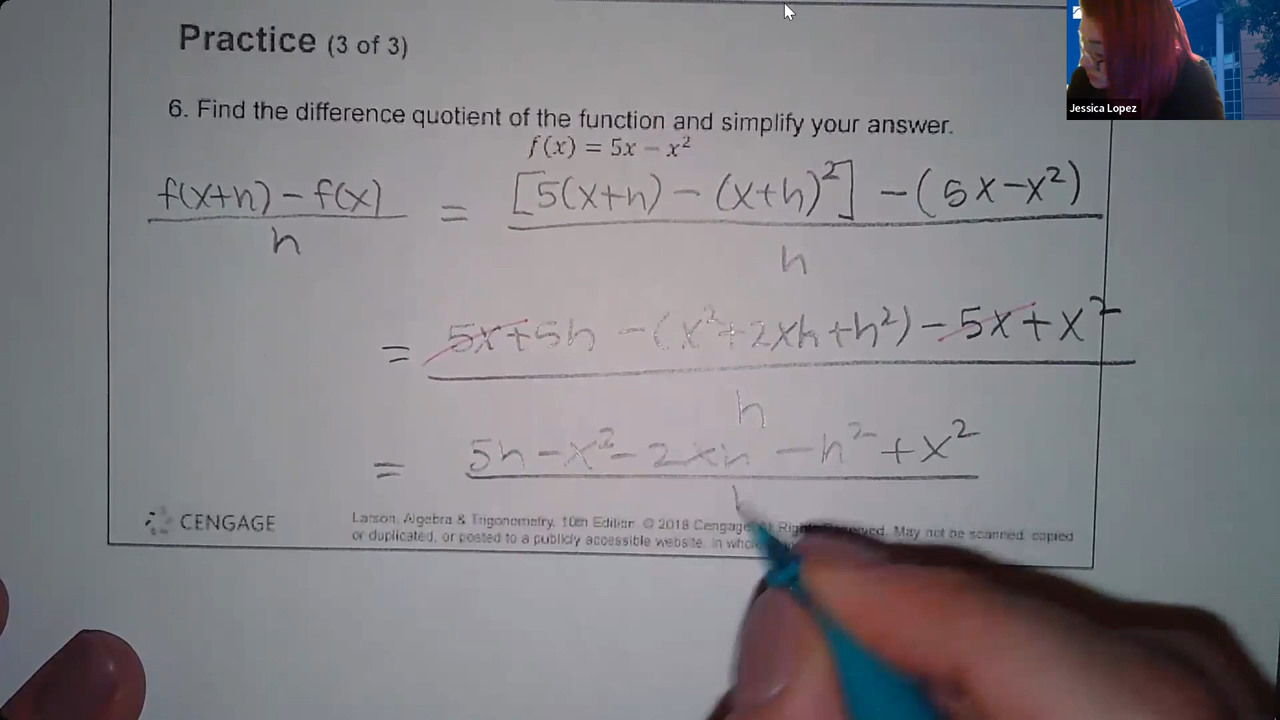 Practice (3 of 3)
Jessica Lopez
6. Find the difference quotient of the function and simplify your answer.
f(x) = 5x − x²
f(x+h) − f(x) / h = [5(x+h) − (x+h)²] − (5x−x²) / h
= 5x+5h −(x²+2xh+h²) −5x+x² / h
= 5h −x² −2xh −h² +x² / h
CENGAGE
Larson, Algebra & Trigonometry, 10th Edition. © 2018 Cengage. All Rights Reserved. May not be scanned, copied
or duplicated, or posted to a publicly accessible website, in